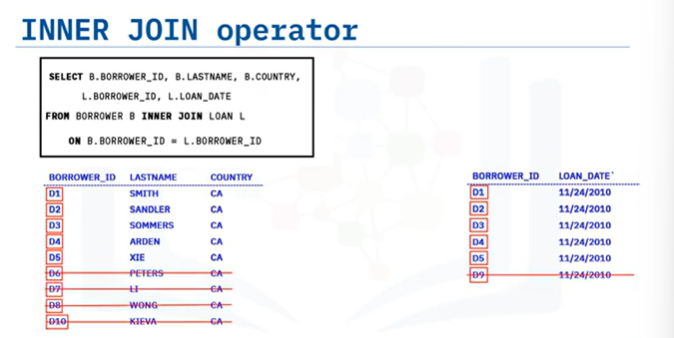 INNER JOIN operator
SELECT B.BORROWER_ID, B.LASTNAME, B.COUNTRY,
L.BORROWER_ID, L.LOAN_DATE
FROM BORROWER B INNER JOIN LOAN L
ON B.BORROWER_ID = L.BORROWER_ID
BORROWER_ID LASTNAME COUNTRY
D1 SMITH CA
D2 SANDLER CA
D3 SOMMERS CA
D4 ARDEN CA
D5 XIE CA
D6 PETERS CA
D7 LI CA
D8 WONG CA
D10 KIEVA CA
BORROWER_ID LOAN_DATE`
D1 11/24/2010
D2 11/24/2010
D3 11/24/2010
D4 11/24/2010
D5 11/24/2010
D9 11/24/2010